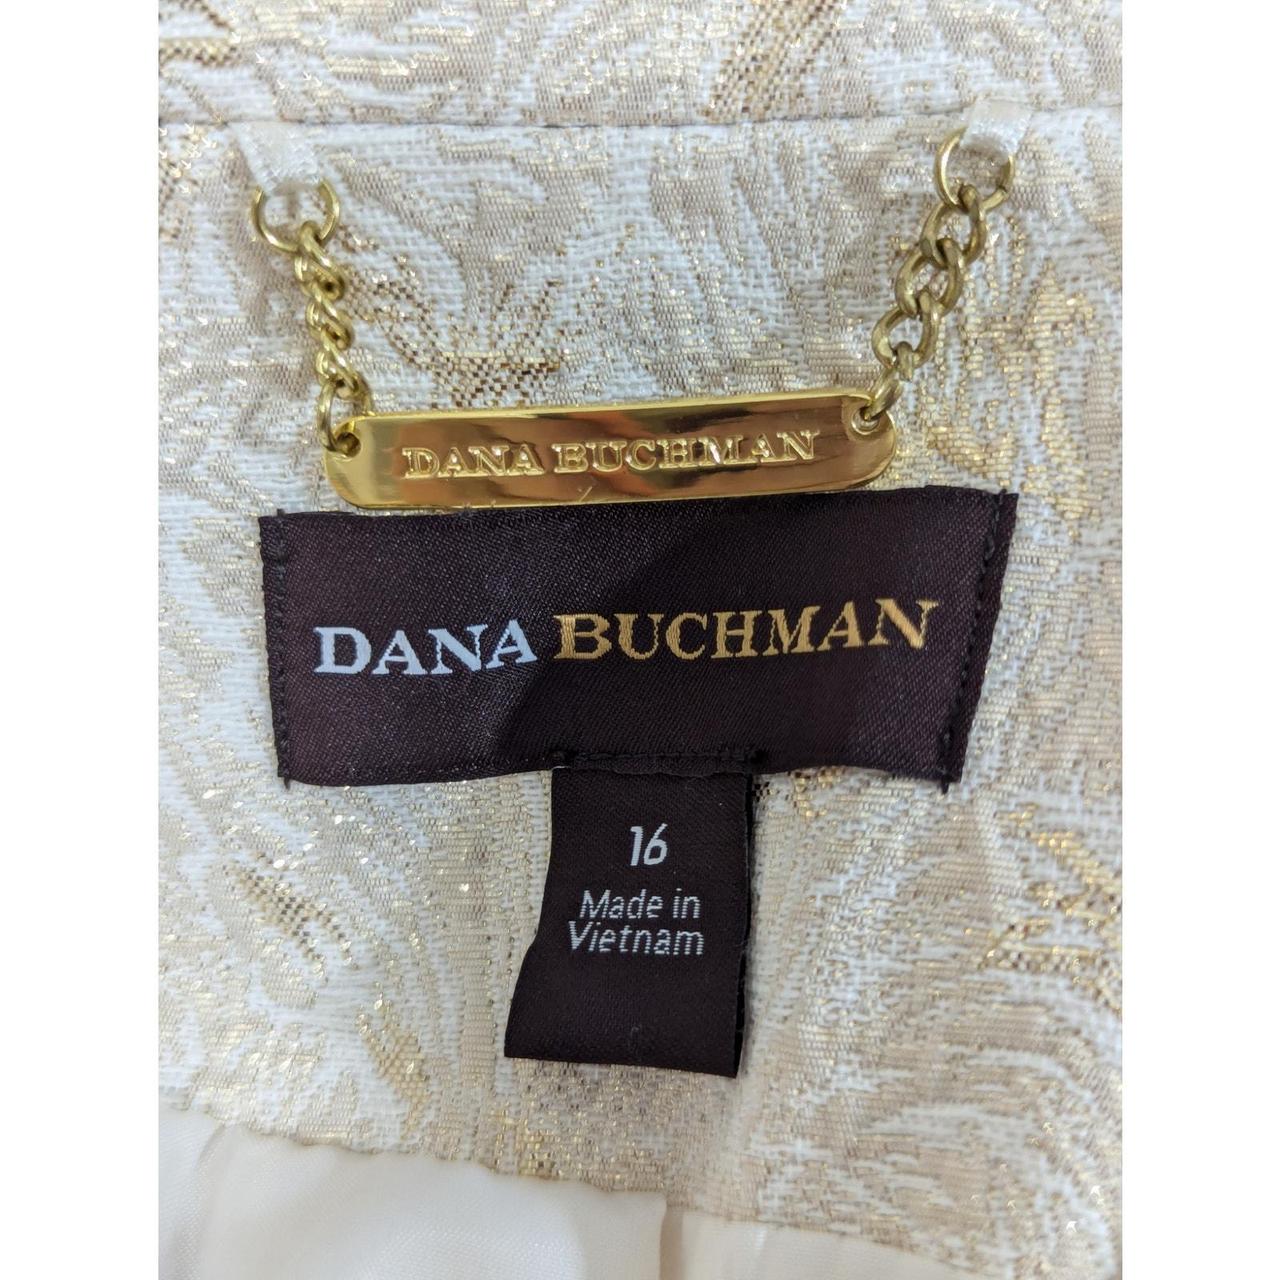 DANA BUCHMAN
DANA BUCHMAN
16
Made in
Vietnam